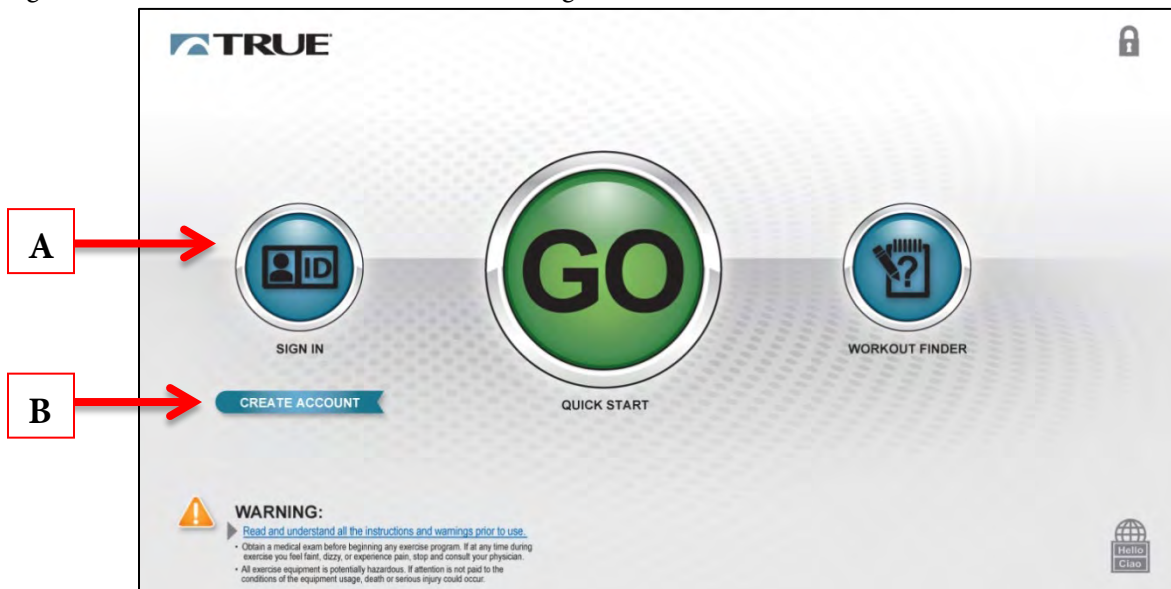 TRUE
A
ID
GO
?
SIGN IN
WORKOUT FINDER
B
CREATE ACCOUNT
QUICK START
WARNING:
Read and understand all the instructions and warnings prior to use.
• Obtain a medical exam before beginning any exercise program. If at any time during
exercise you feel faint, dizzy, or experience pain, stop and consult your physician.
• All exercise equipment is potentially hazardous. If attention is not paid to the
conditions of the equipment usage, death or serious injury could occur.
Hello
Ciao